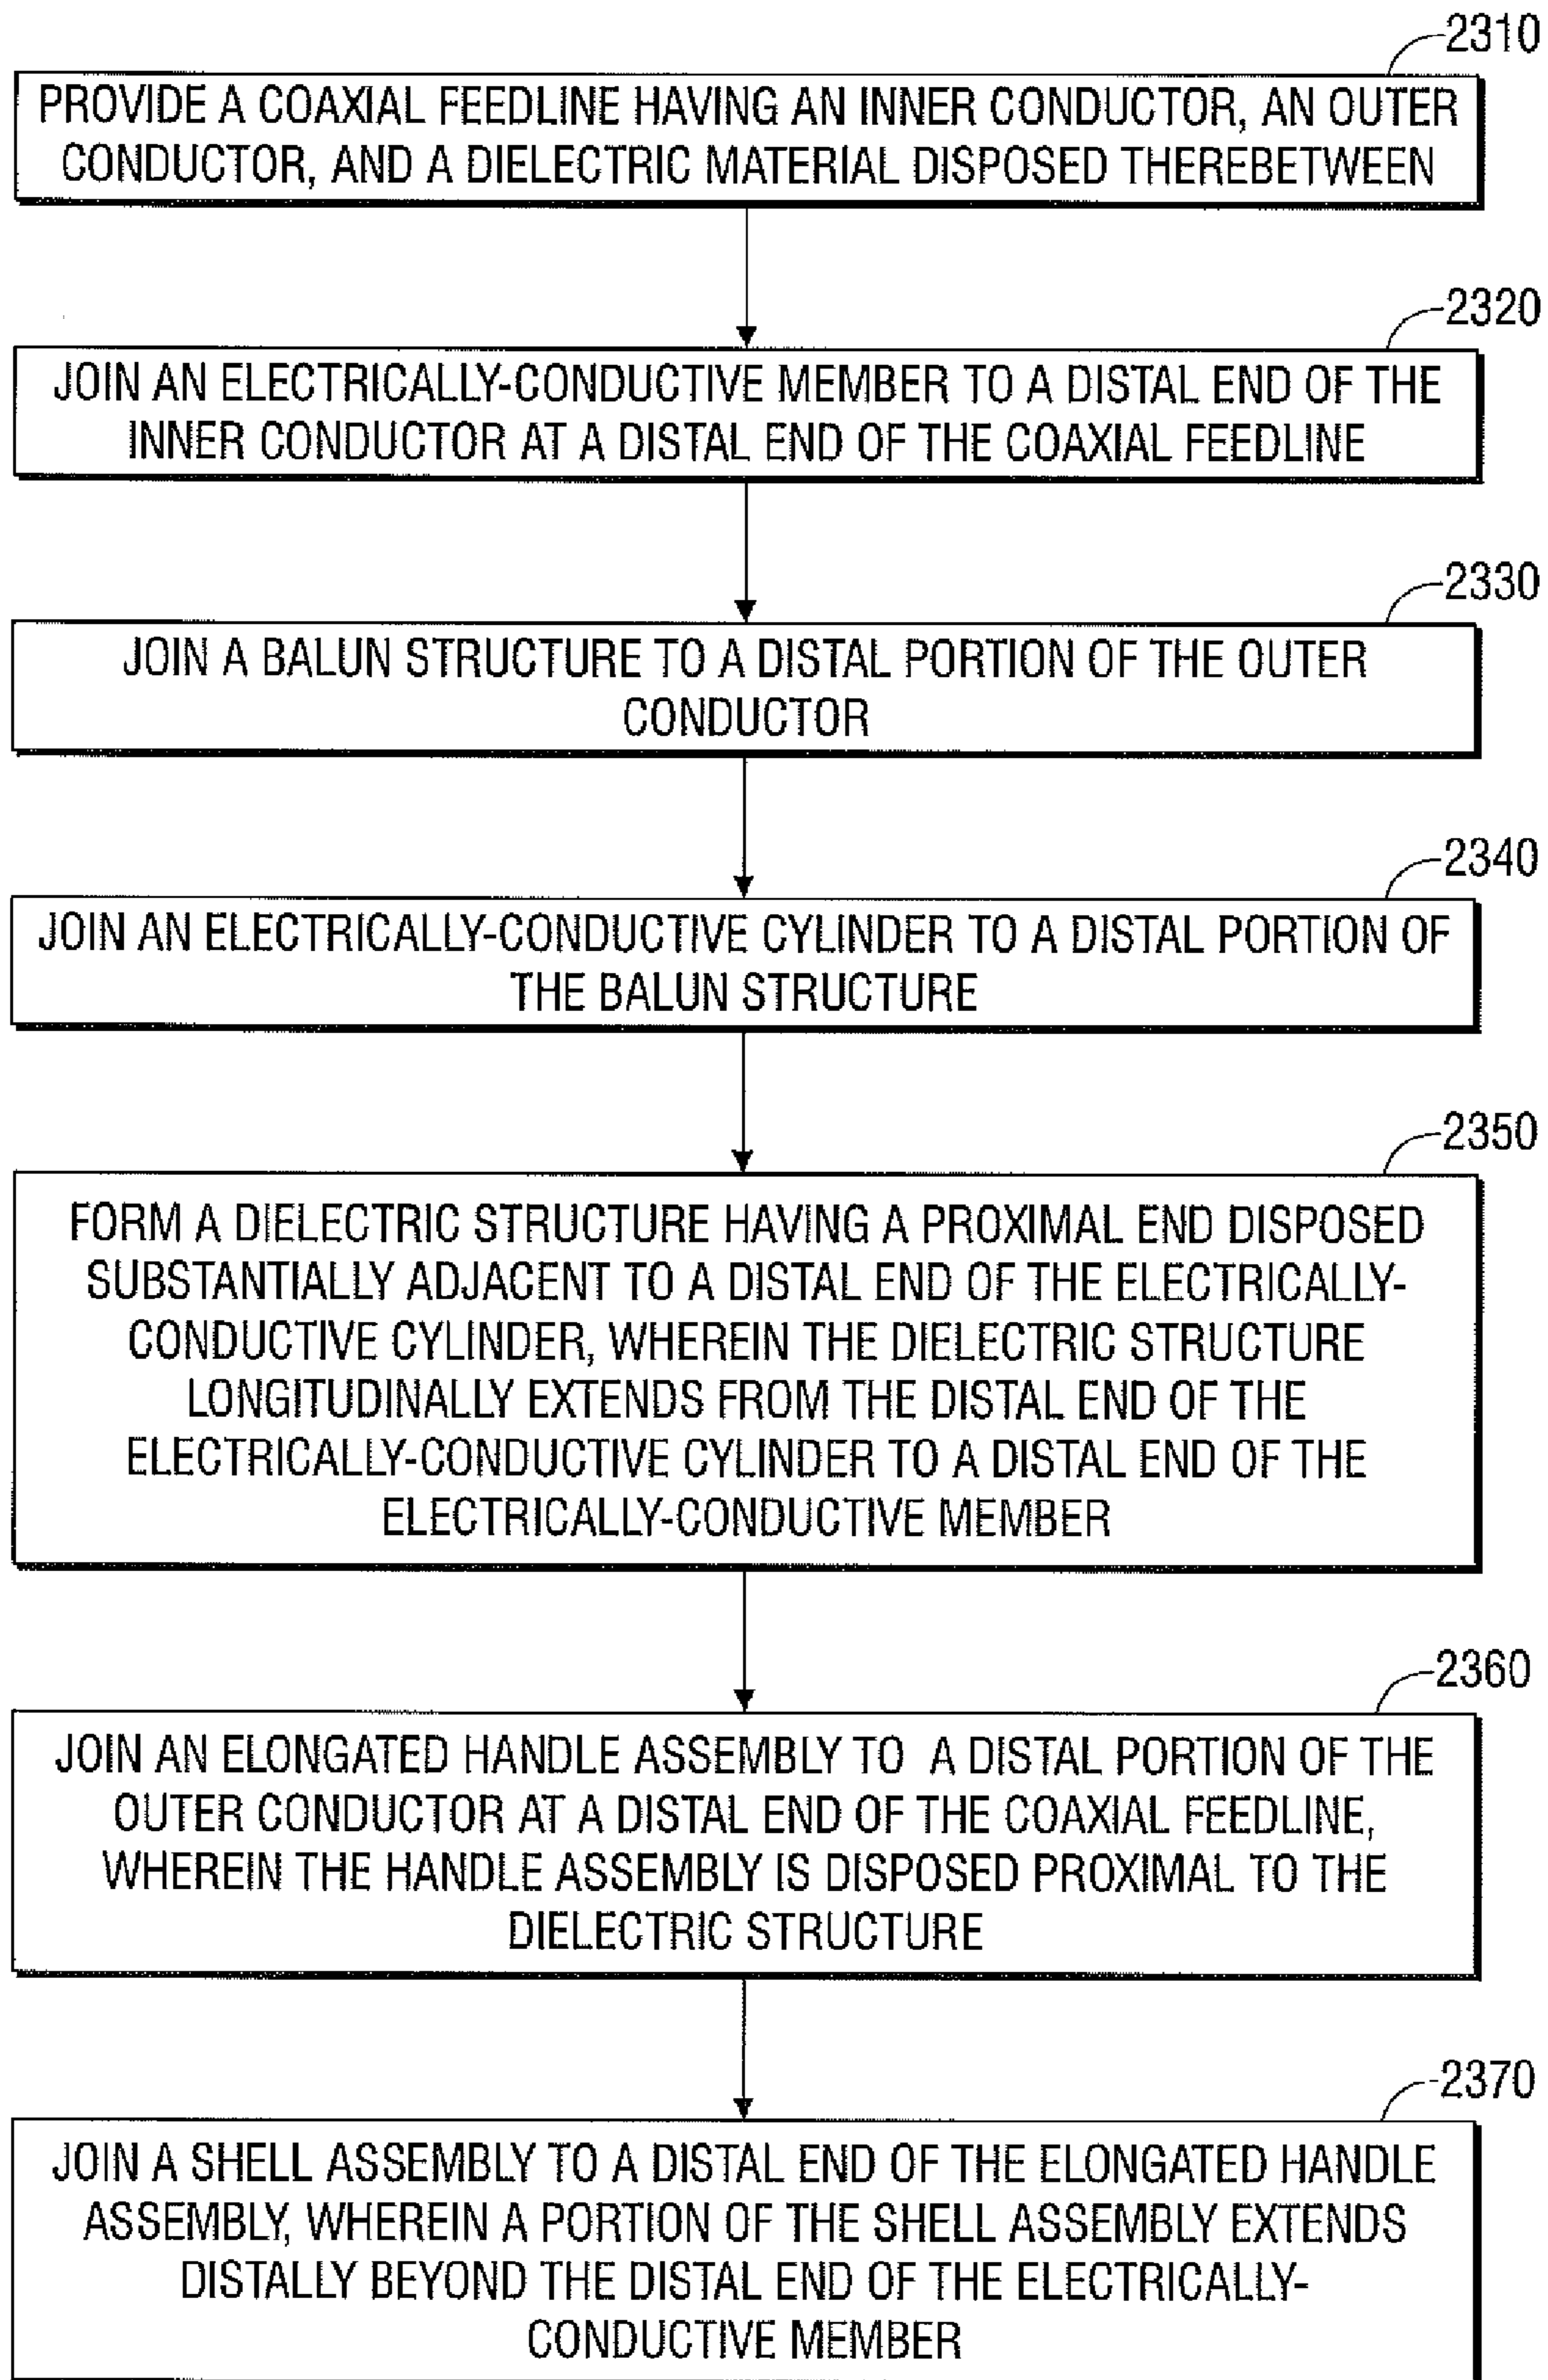 2310
PROVIDE A COAXIAL FEEDLINE HAVING AN INNER CONDUCTOR, AN OUTER
CONDUCTOR, AND A DIELECTRIC MATERIAL DISPOSED THEREBETWEEN
2320
JOIN AN ELECTRICALLY-CONDUCTIVE MEMBER TO A DISTAL END OF THE
INNER CONDUCTOR AT A DISTAL END OF THE COAXIAL FEEDLINE
2330
JOIN A BALUN STRUCTURE TO A DISTAL PORTION OF THE OUTER
CONDUCTOR
2340
JOIN AN ELECTRICALLY-CONDUCTIVE CYLINDER TO A DISTAL PORTION OF
THE BALUN STRUCTURE
2350
FORM A DIELECTRIC STRUCTURE HAVING A PROXIMAL END DISPOSED
SUBSTANTIALLY ADJACENT TO A DISTAL END OF THE ELECTRICALLY-
CONDUCTIVE CYLINDER, WHEREIN THE DIELECTRIC STRUCTURE
LONGITUDINALLY EXTENDS FROM THE DISTAL END OF THE
ELECTRICALLY-CONDUCTIVE CYLINDER TO A DISTAL END OF THE
ELECTRICALLY-CONDUCTIVE MEMBER
2360
JOIN AN ELONGATED HANDLE ASSEMBLY TO A DISTAL PORTION OF THE
OUTER CONDUCTOR AT A DISTAL END OF THE COAXIAL FEEDLINE,
WHEREIN THE HANDLE ASSEMBLY IS DISPOSED PROXIMAL TO THE
DIELECTRIC STRUCTURE
2370
JOIN A SHELL ASSEMBLY TO A DISTAL END OF THE ELONGATED HANDLE
ASSEMBLY, WHEREIN A PORTION OF THE SHELL ASSEMBLY EXTENDS
DISTALLY BEYOND THE DISTAL END OF THE ELECTRICALLY-
CONDUCTIVE MEMBER